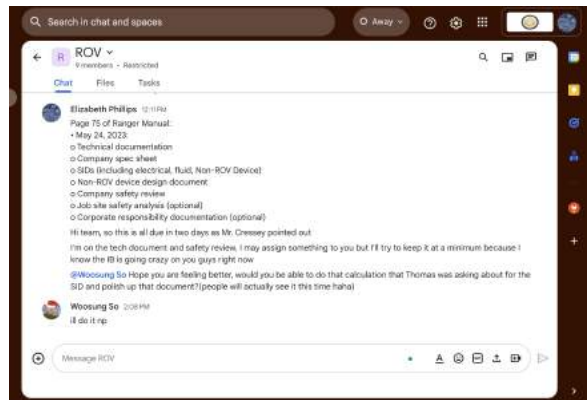 Search in chat and spaces
Away
R
ROV
9 members • Restricted
Chat Files Tasks
Elizabeth Phillips 12:11 PM
Page 75 of Ranger Manual:
• May 24, 2023:
o Technical documentation
o Company spec sheet
o SIDs (including electrical, fluid, Non-ROV Device)
o Non-ROV device design document
o Company safety review
o Job site safety analysis (optional)
o Corporate responsibility documentation (optional)
Hi team, so this is all due in two days as Mr. Cressey pointed out
I'm on the tech document and safety review, I may assign something to you but I'll try to keep it at a minimum because I
know the IB is going crazy on you guys right now
@Woosung So Hope you are feeling better, would you be able to do that calculation that Thomas was asking about for the
SID and polish up that document?(people will actually see it this time haha)
Woosung So 2:08 PM
ill do it np
Message ROV